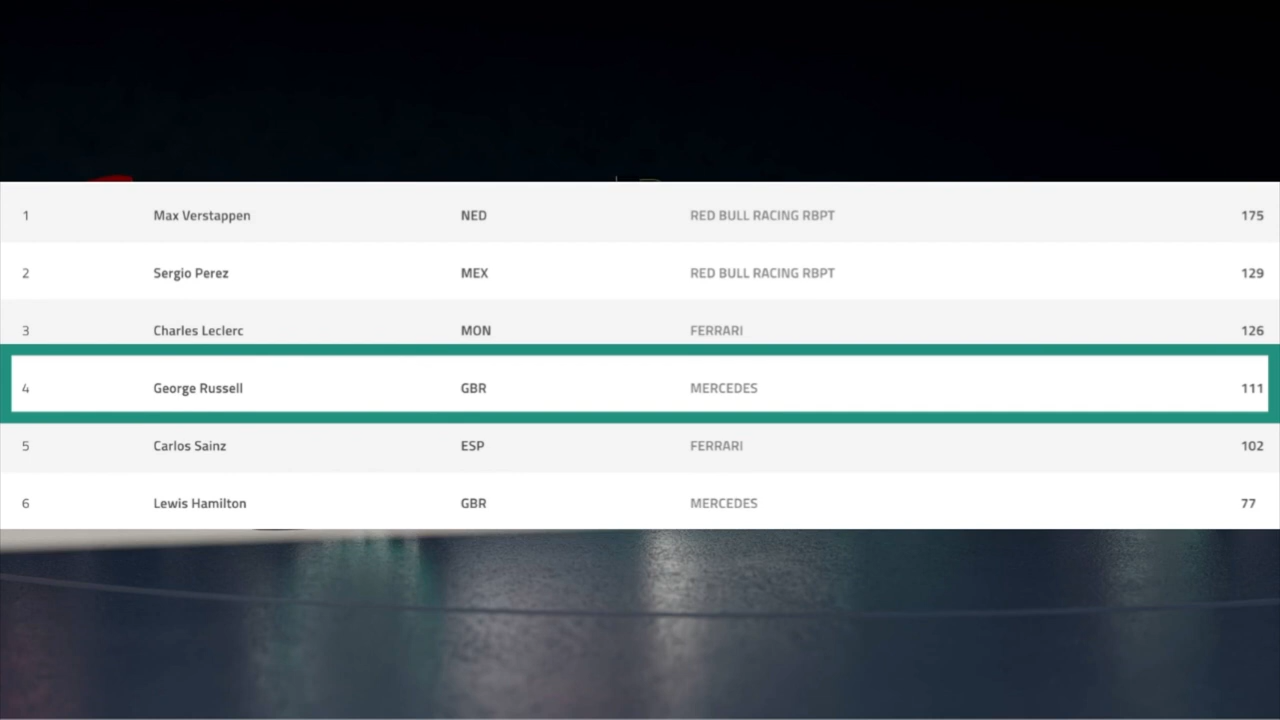 1 Max Verstappen NED RED BULL RACING RBPT 175
2 Sergio Perez MEX RED BULL RACING RBPT 129
3 Charles Leclerc MON FERRARI 126
4 George Russell GBR MERCEDES 111
5 Carlos Sainz ESP FERRARI 102
6 Lewis Hamilton GBR MERCEDES 77